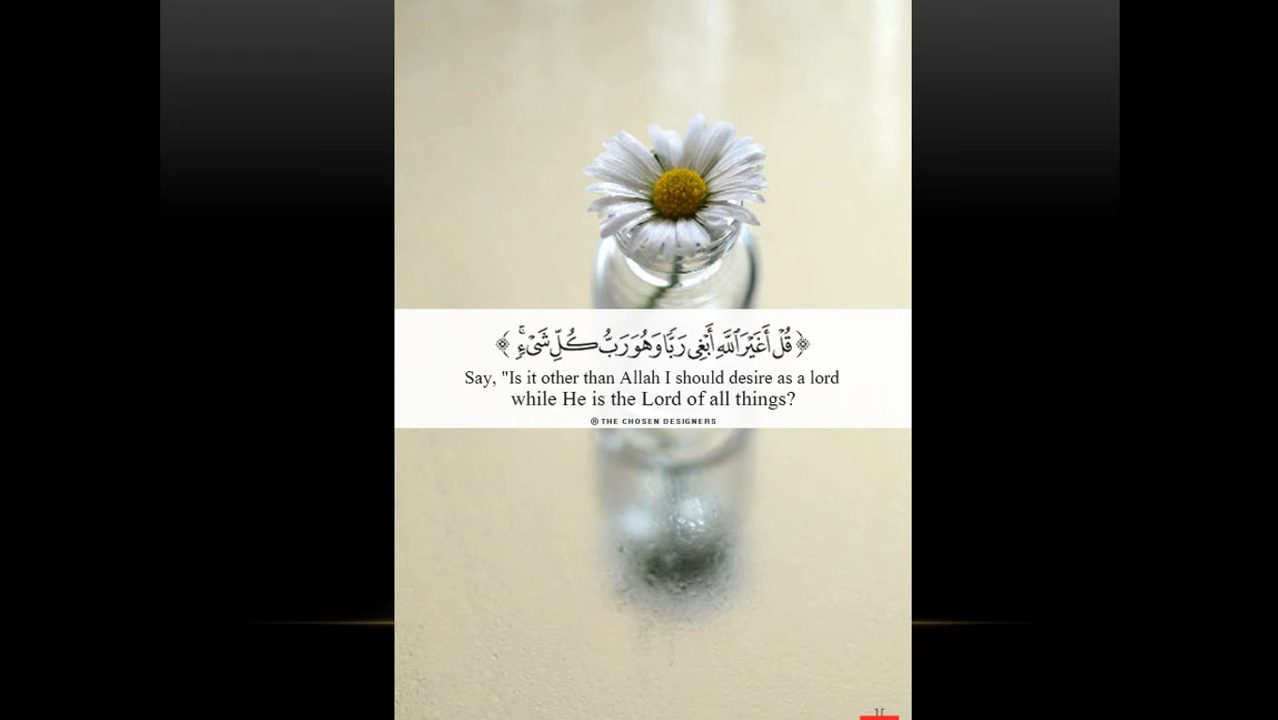 ﴿قُلْ أَغَيْرَ ٱللَّهِ أَبْغِى رَبًّا وَهُوَ رَبُّ كُلِّ شَىْءٍۚ﴾
Say, "Is it other than Allah I should desire as a lord
while He is the Lord of all things?
® THE CHOSEN DESIGNERS